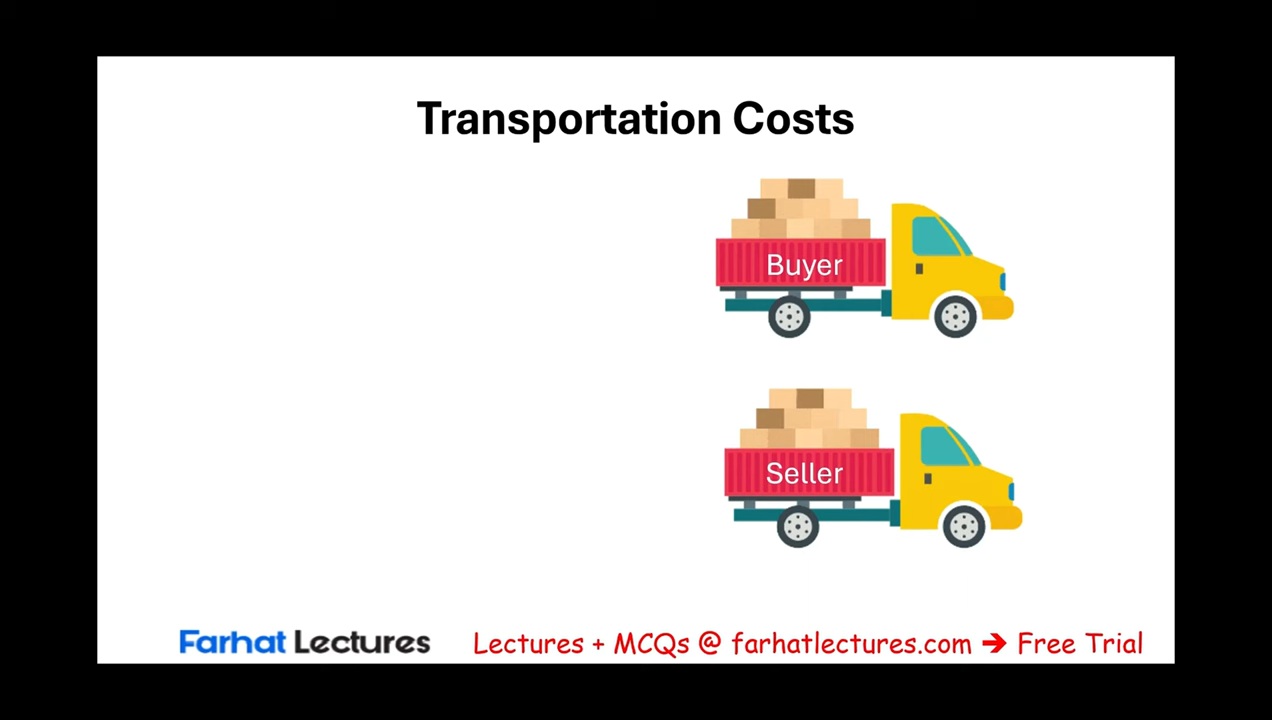 Transportation Costs
Buyer
Seller
Farhat Lectures
Lectures + MCQs @ farhatlectures.com ➔ Free Trial